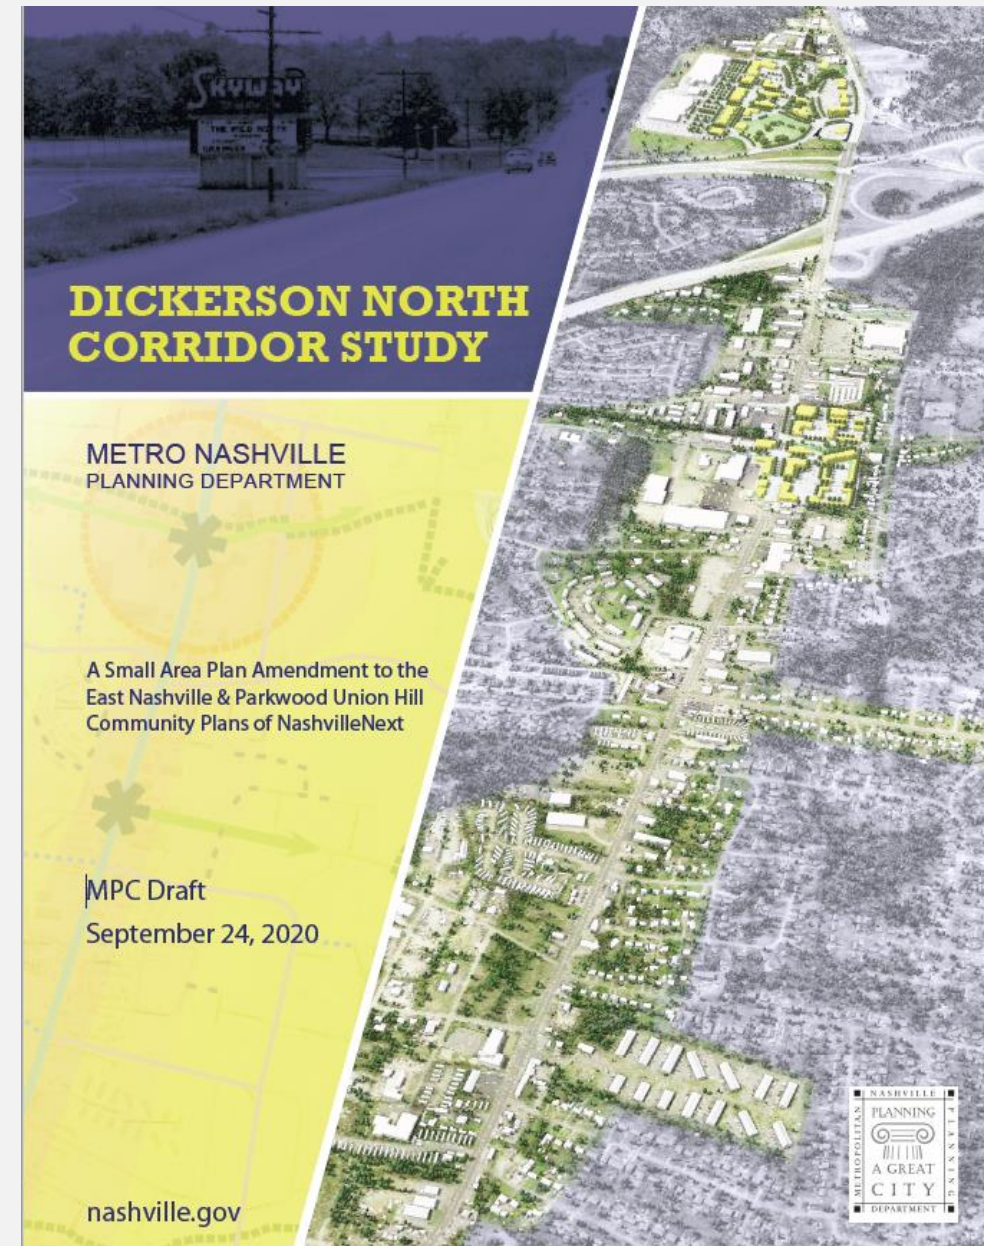 SKYWAY
DICKERSON NORTH
CORRIDOR STUDY
METRO NASHVILLE
PLANNING DEPARTMENT
A Small Area Plan Amendment to the
East Nashville & Parkwood Union Hill
Community Plans of NashvilleNext
MPC Draft
September 24, 2020
nashville.gov
NASHVILLE
METROPOLITAN
PLANNING
A GREAT
CITY
PLANNING
DEPARTMENT